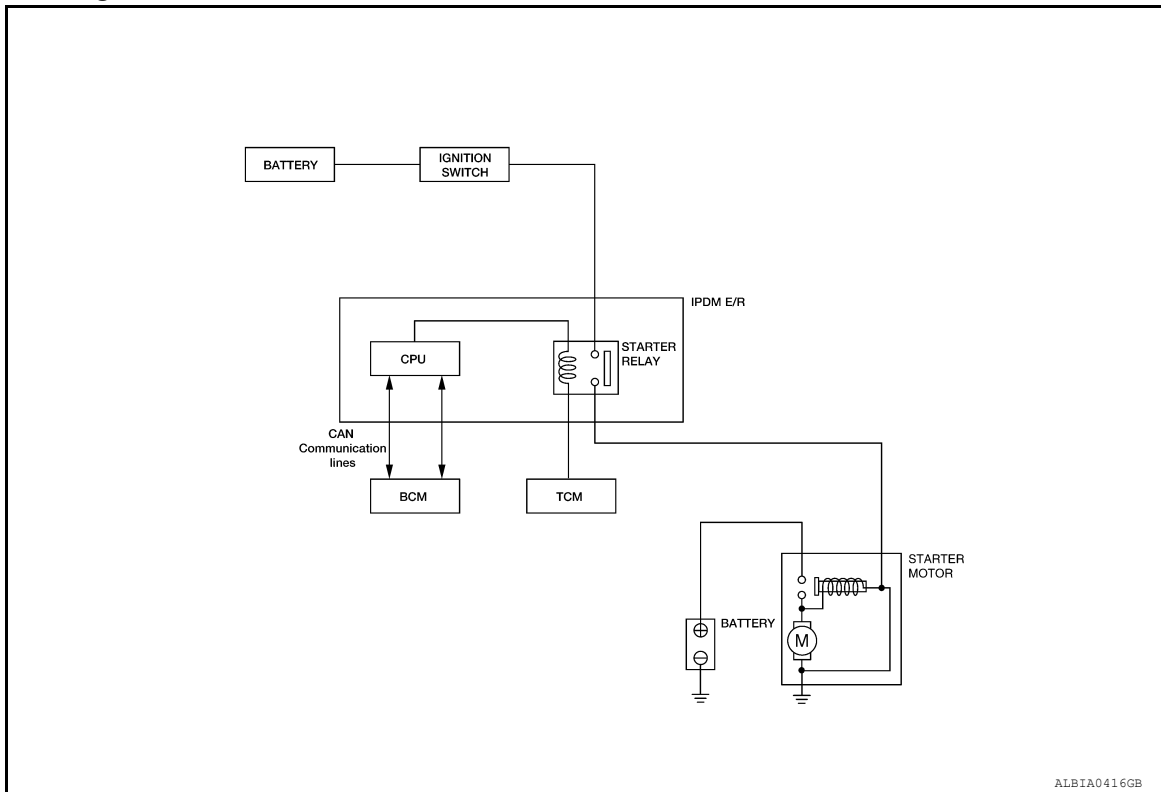 BATTERY
IGNITION
SWITCH
IPDM E/R
CPU
STARTER
RELAY
CAN
Communication
lines
BCM
TCM
STARTER
MOTOR
BATTERY
M
ALBIA0416GB